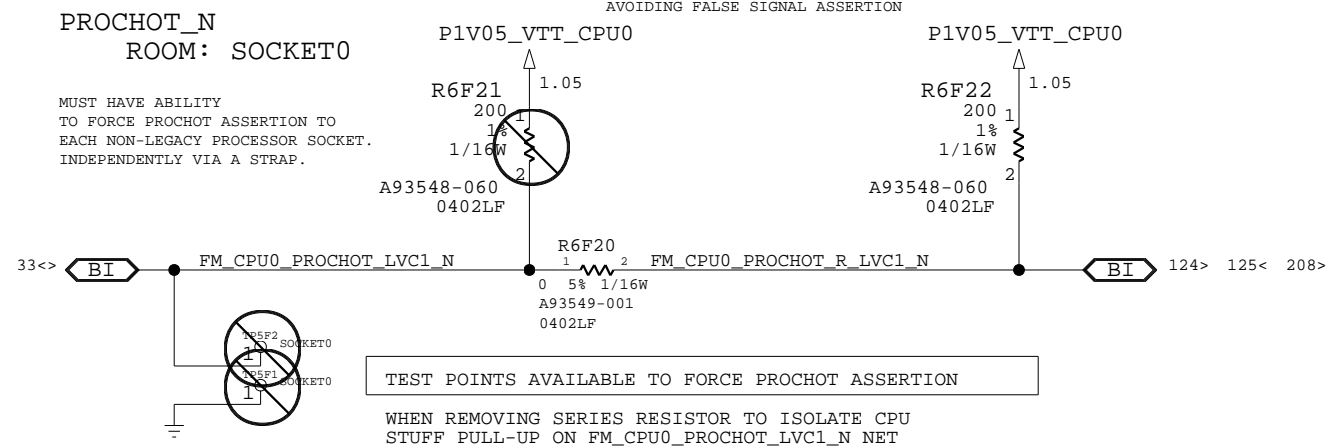 AVOIDING FALSE SIGNAL ASSERTION
PROCHOT_N
ROOM: SOCKET0
P1V05_VTT_CPU0
P1V05_VTT_CPU0
1.05
1.05
MUST HAVE ABILITY
TO FORCE PROCHOT ASSERTION TO
EACH NON-LEGACY PROCESSOR SOCKET.
INDEPENDENTLY VIA A STRAP.
R6F21
200
1
1%
1/16W
2
A93548-060
0402LF
R6F22
200
1
1%
1/16W
2
A93548-060
0402LF
33<>
BI
FM_CPU0_PROCHOT_LVC1_N
R6F20
1
2
0 5% 1/16W
A93549-001
0402LF
FM_CPU0_PROCHOT_R_LVC1_N
BI
124> 125< 208>
TP5F2
1
SOCKET0
TP5F1
1
SOCKET0
TEST POINTS AVAILABLE TO FORCE PROCHOT ASSERTION
WHEN REMOVING SERIES RESISTOR TO ISOLATE CPU
STUFF PULL-UP ON FM_CPU0_PROCHOT_LVC1_N NET